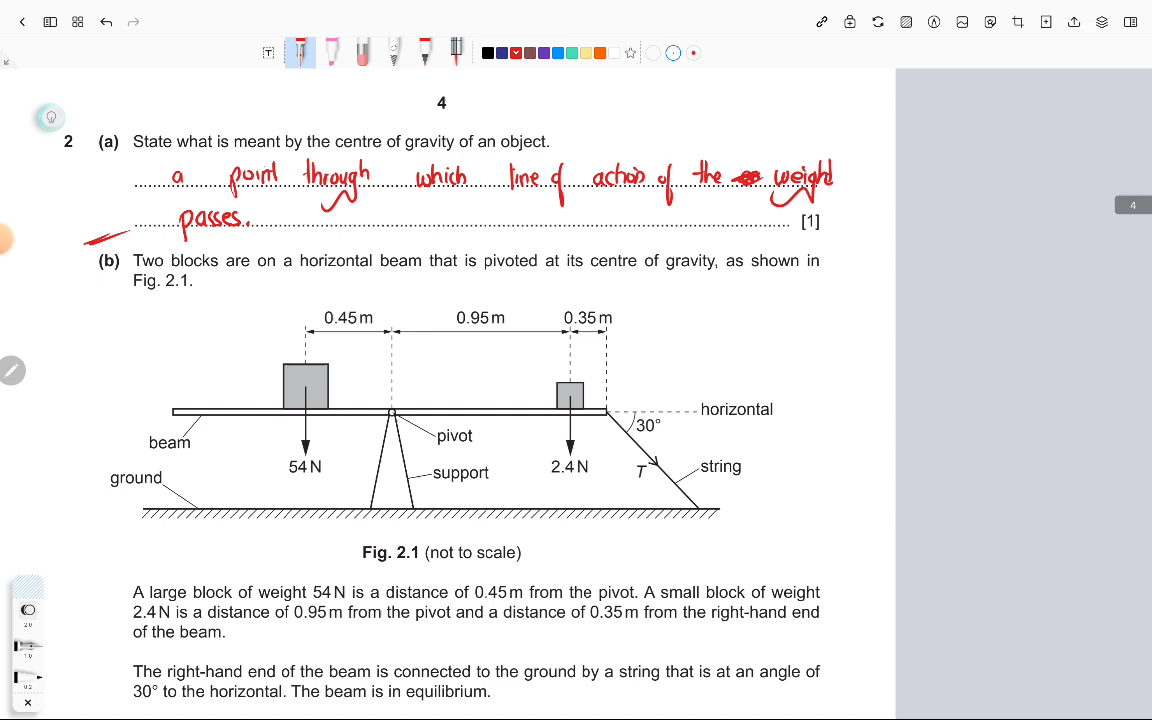 4
2 (a) State what is meant by the centre of gravity of an object.
a point through which line of action of the weight
passes.
[1]
4
(b) Two blocks are on a horizontal beam that is pivoted at its centre of gravity, as shown in
Fig. 2.1.
0.45 m 0.95 m 0.35 m
horizontal
30°
beam pivot
54 N 2.4 N T string
ground support
Fig. 2.1 (not to scale)
A large block of weight 54 N is a distance of 0.45 m from the pivot. A small block of weight
2.4 N is a distance of 0.95 m from the pivot and a distance of 0.35 m from the right-hand end
of the beam.
The right-hand end of the beam is connected to the ground by a string that is at an angle of
30° to the horizontal. The beam is in equilibrium.
2.0
1.0
0.2